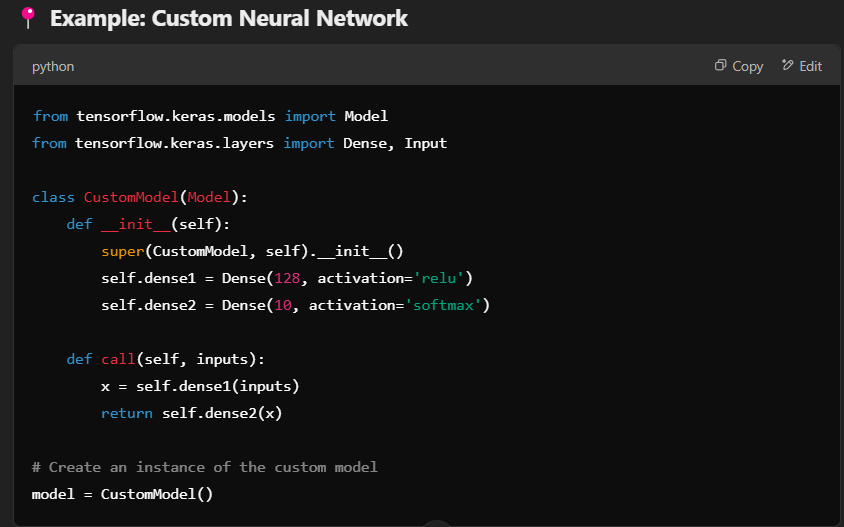 Example: Custom Neural Network
python
Copy
Edit
from tensorflow.keras.models import Model
from tensorflow.keras.layers import Dense, Input
class CustomModel(Model):
    def __init__(self):
        super(CustomModel, self).__init__()
        self.dense1 = Dense(128, activation='relu')
        self.dense2 = Dense(10, activation='softmax')
    def call(self, inputs):
        x = self.dense1(inputs)
        return self.dense2(x)
# Create an instance of the custom model
model = CustomModel()